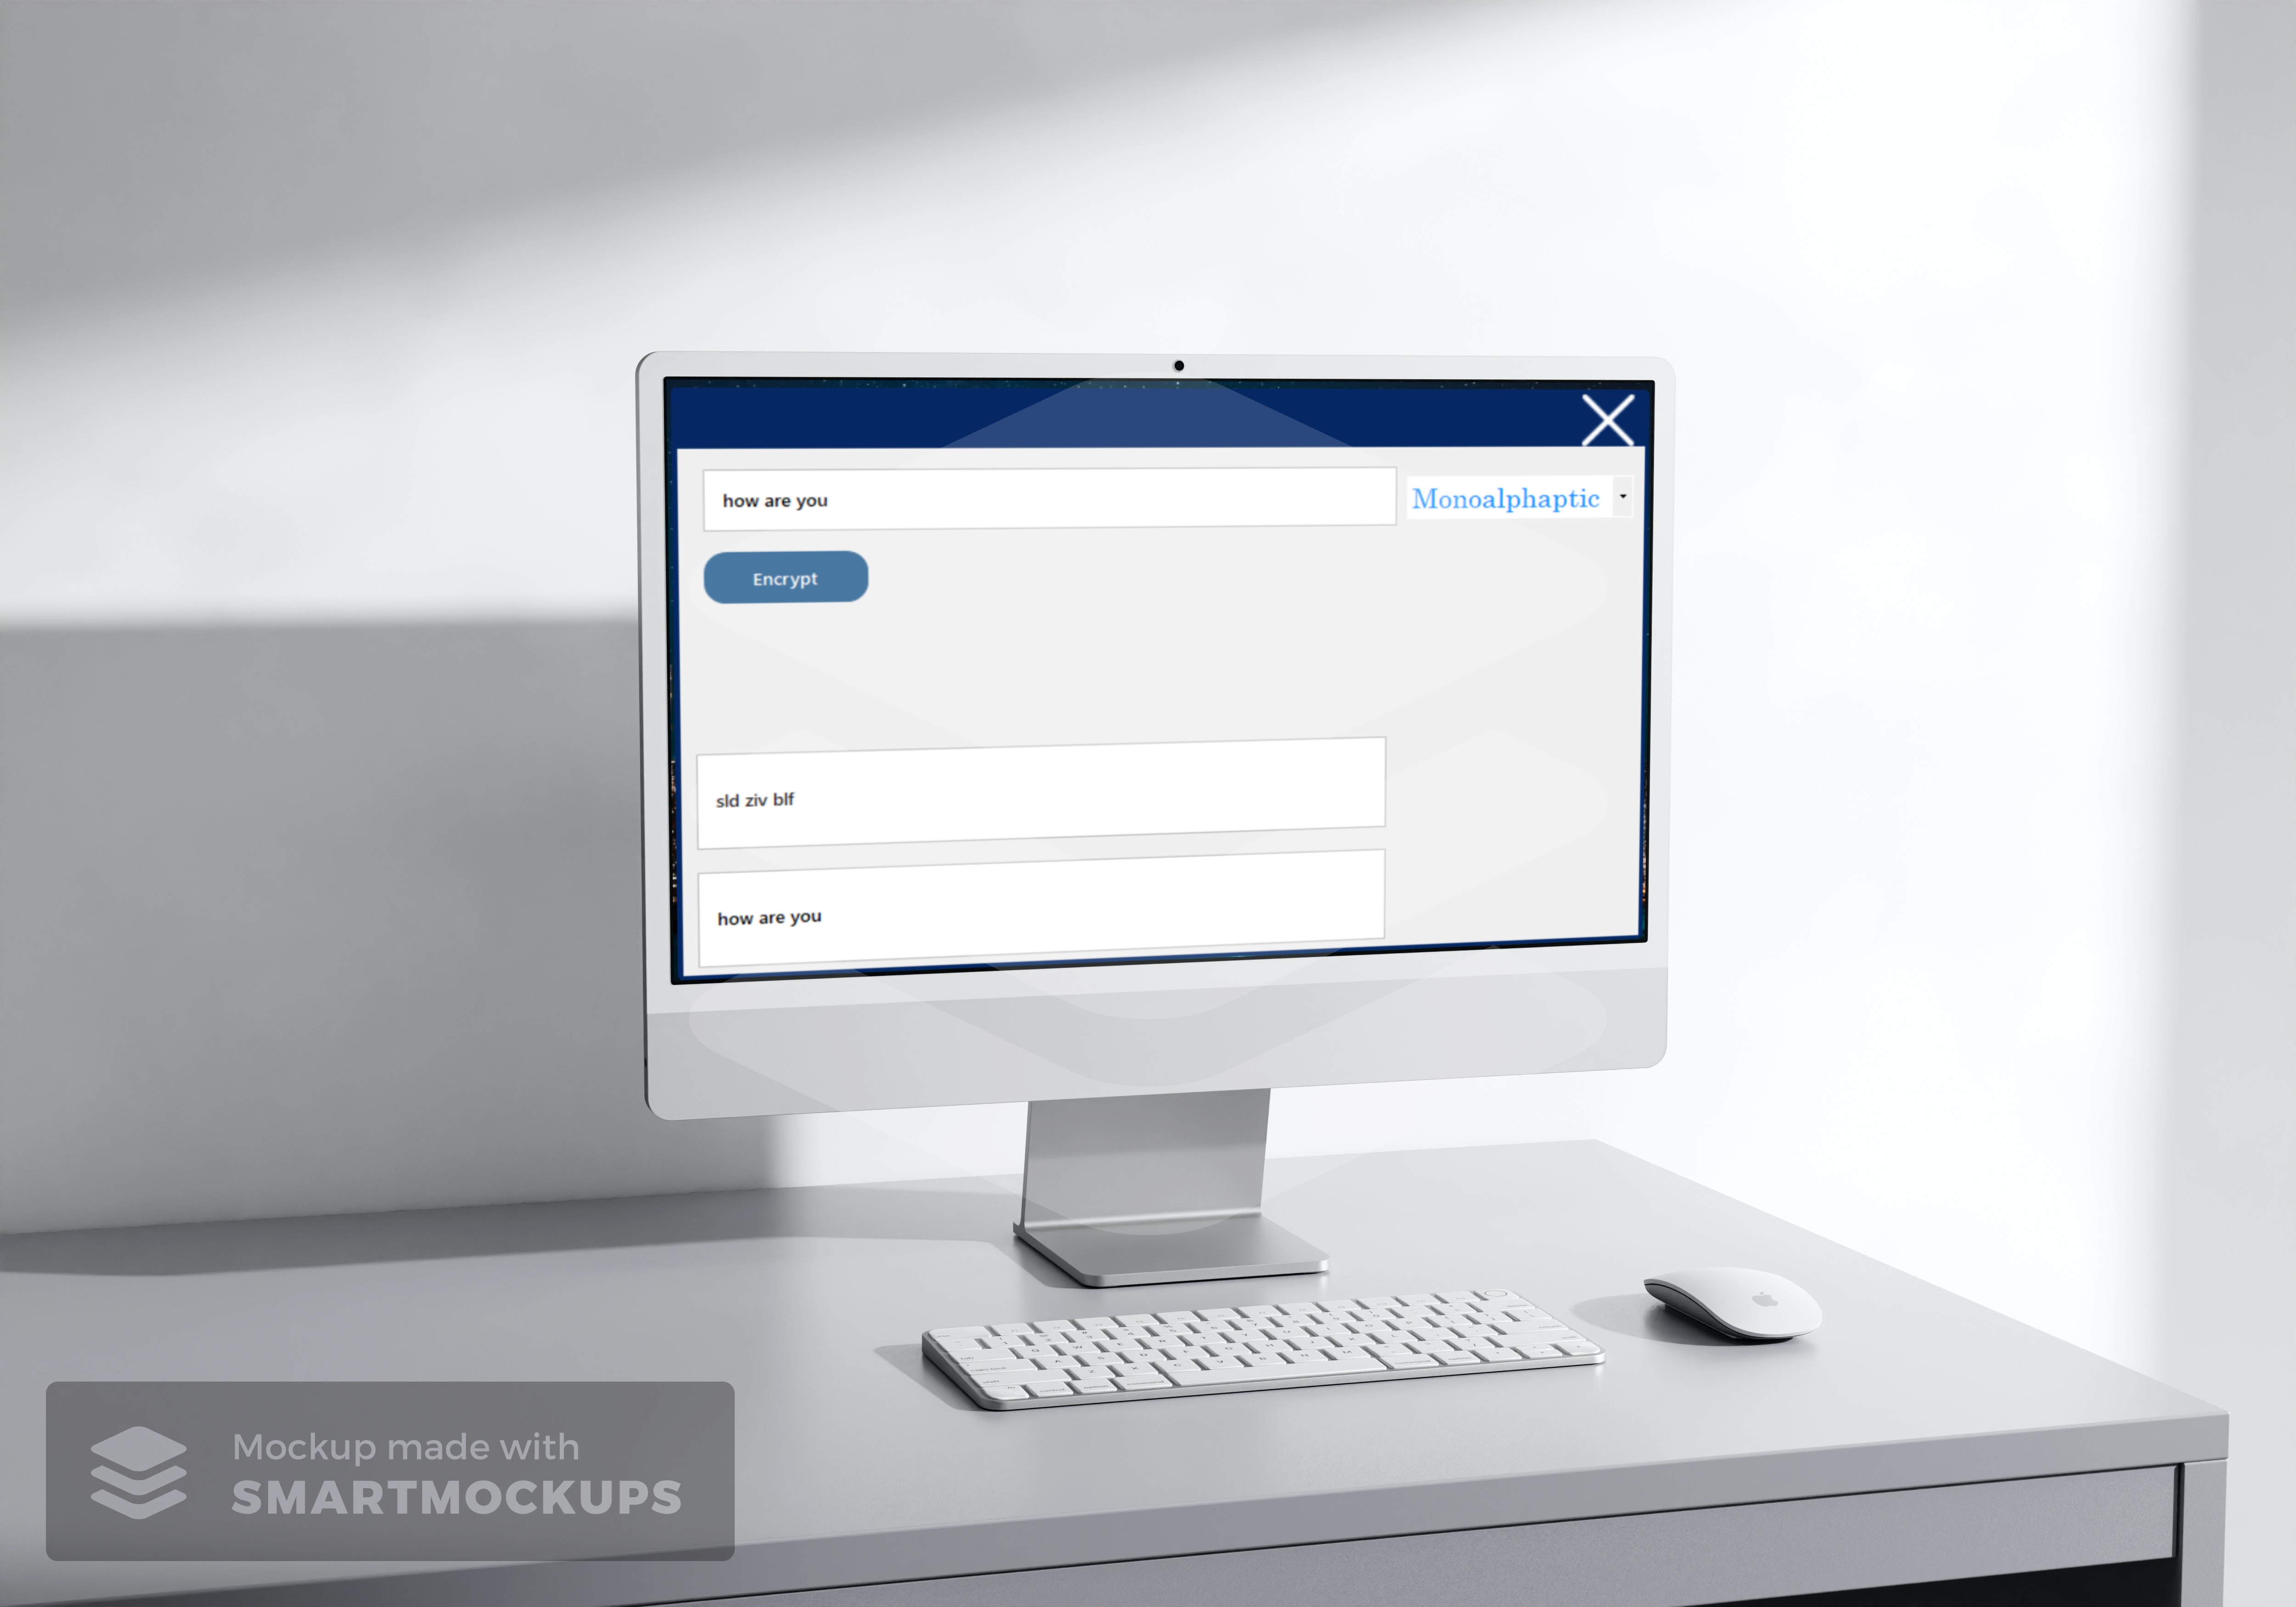 how are you
Monoalphaptic
Encrypt
sld ziv blf
how are you
Mockup made with
SMARTMOCKUPS